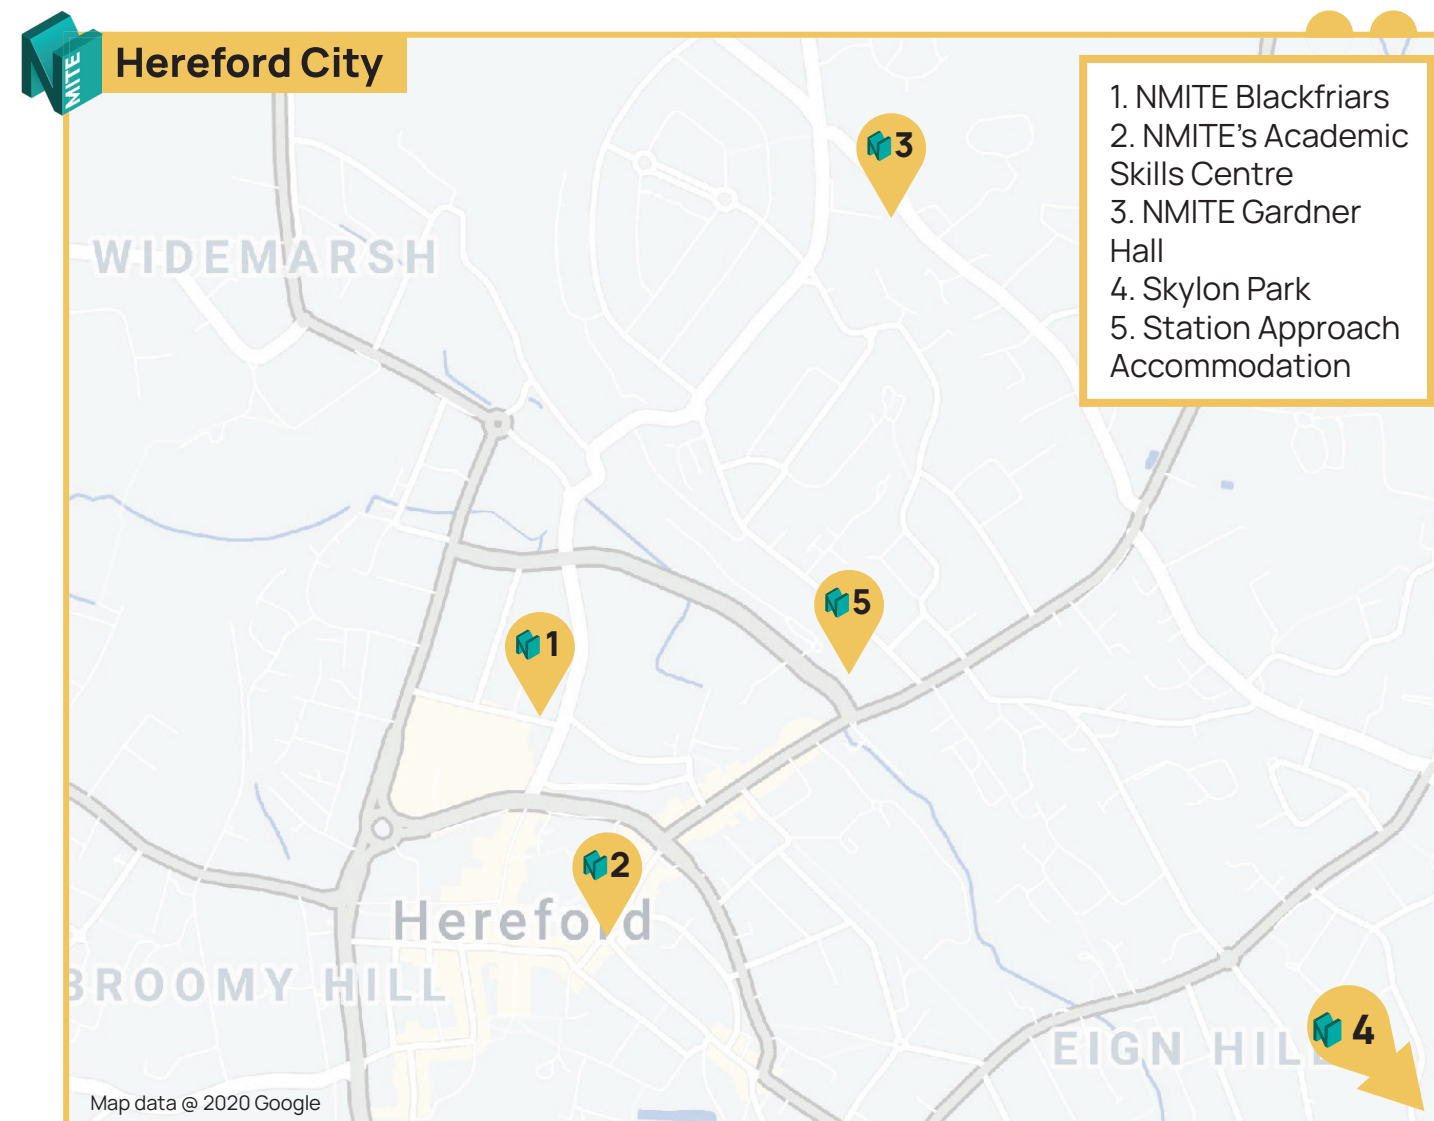 MITE
Hereford City
1. NMITE Blackfriars
2. NMITE's Academic
Skills Centre
3. NMITE Gardner
Hall
4. Skylon Park
5. Station Approach
Accommodation
3
WIDEMARSH
5
1
2
Hereford
BROOMY HILL
4
EIGN HILL
Map data @ 2020 Google